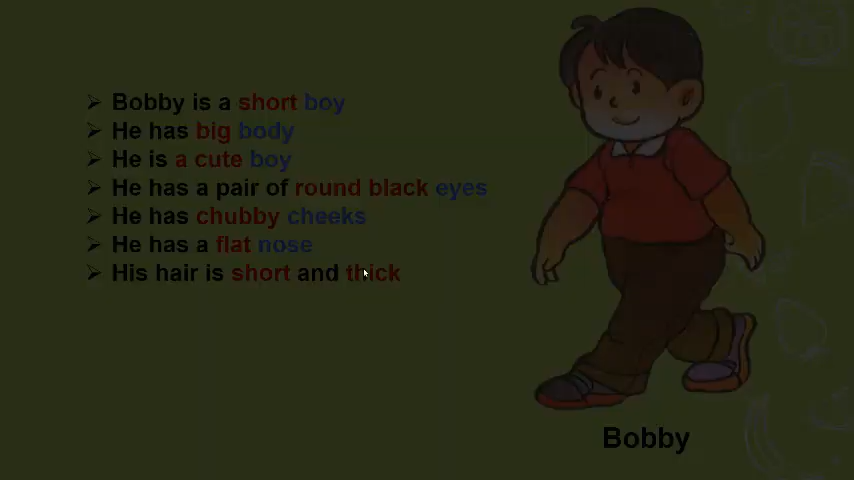 Bobby is a short boy
He has big body
He is a cute boy
He has a pair of round black eyes
He has chubby cheeks
He has a flat nose
His hair is short and thick
Bobby